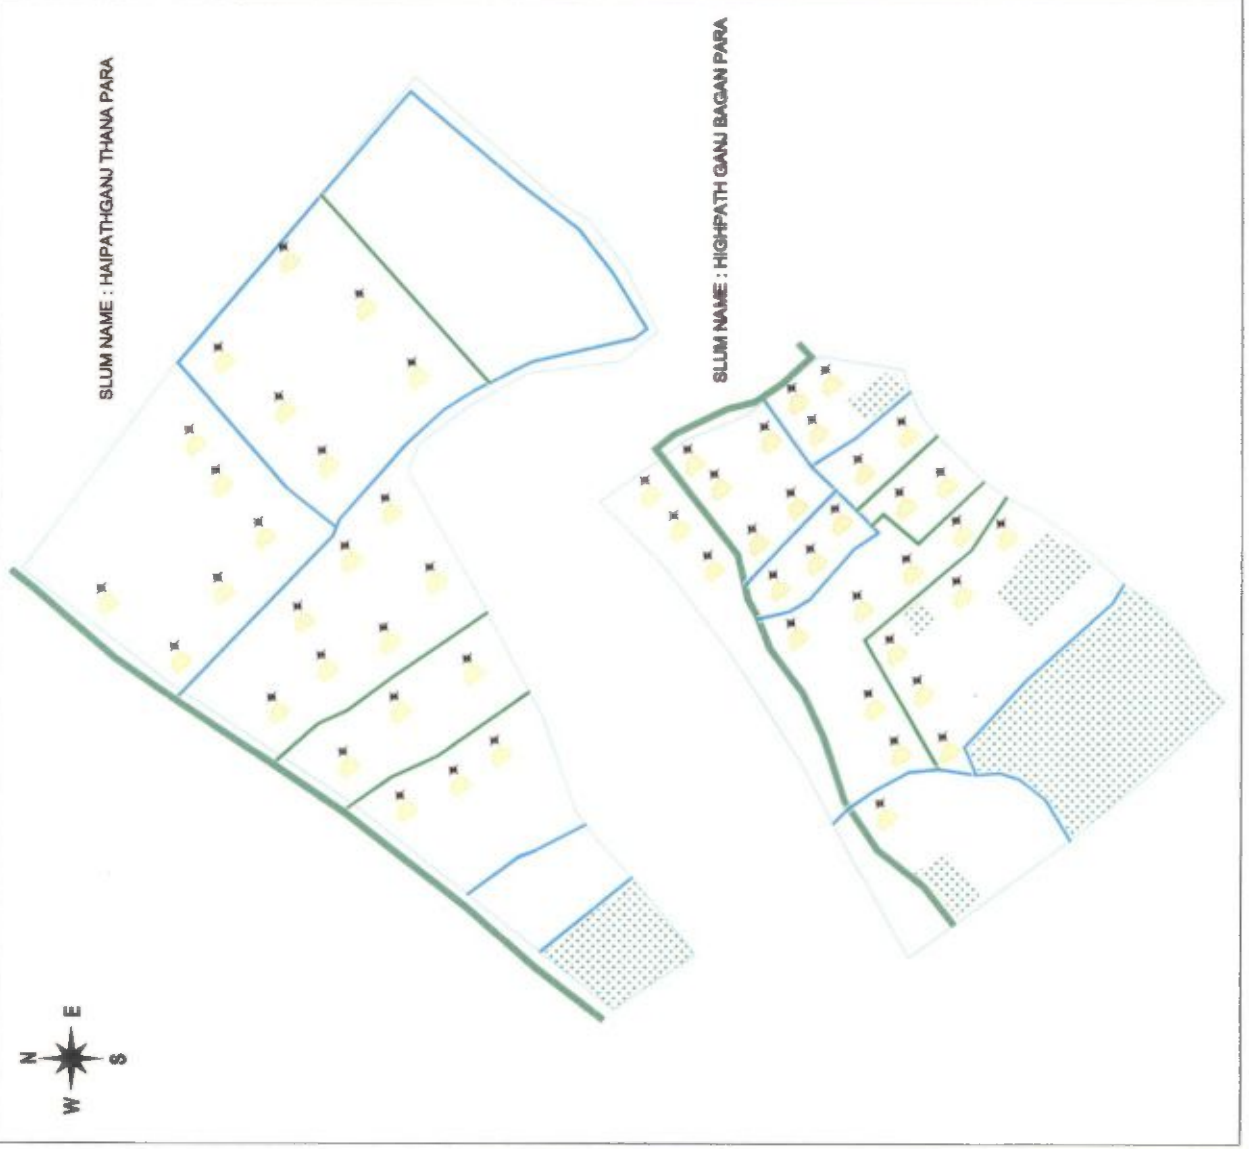 SLUM NAME : HAIPATHGANJ THANA PARA
SLUM NAME : HIGHPATH GANJ BAGAN PARA
N
W E
S